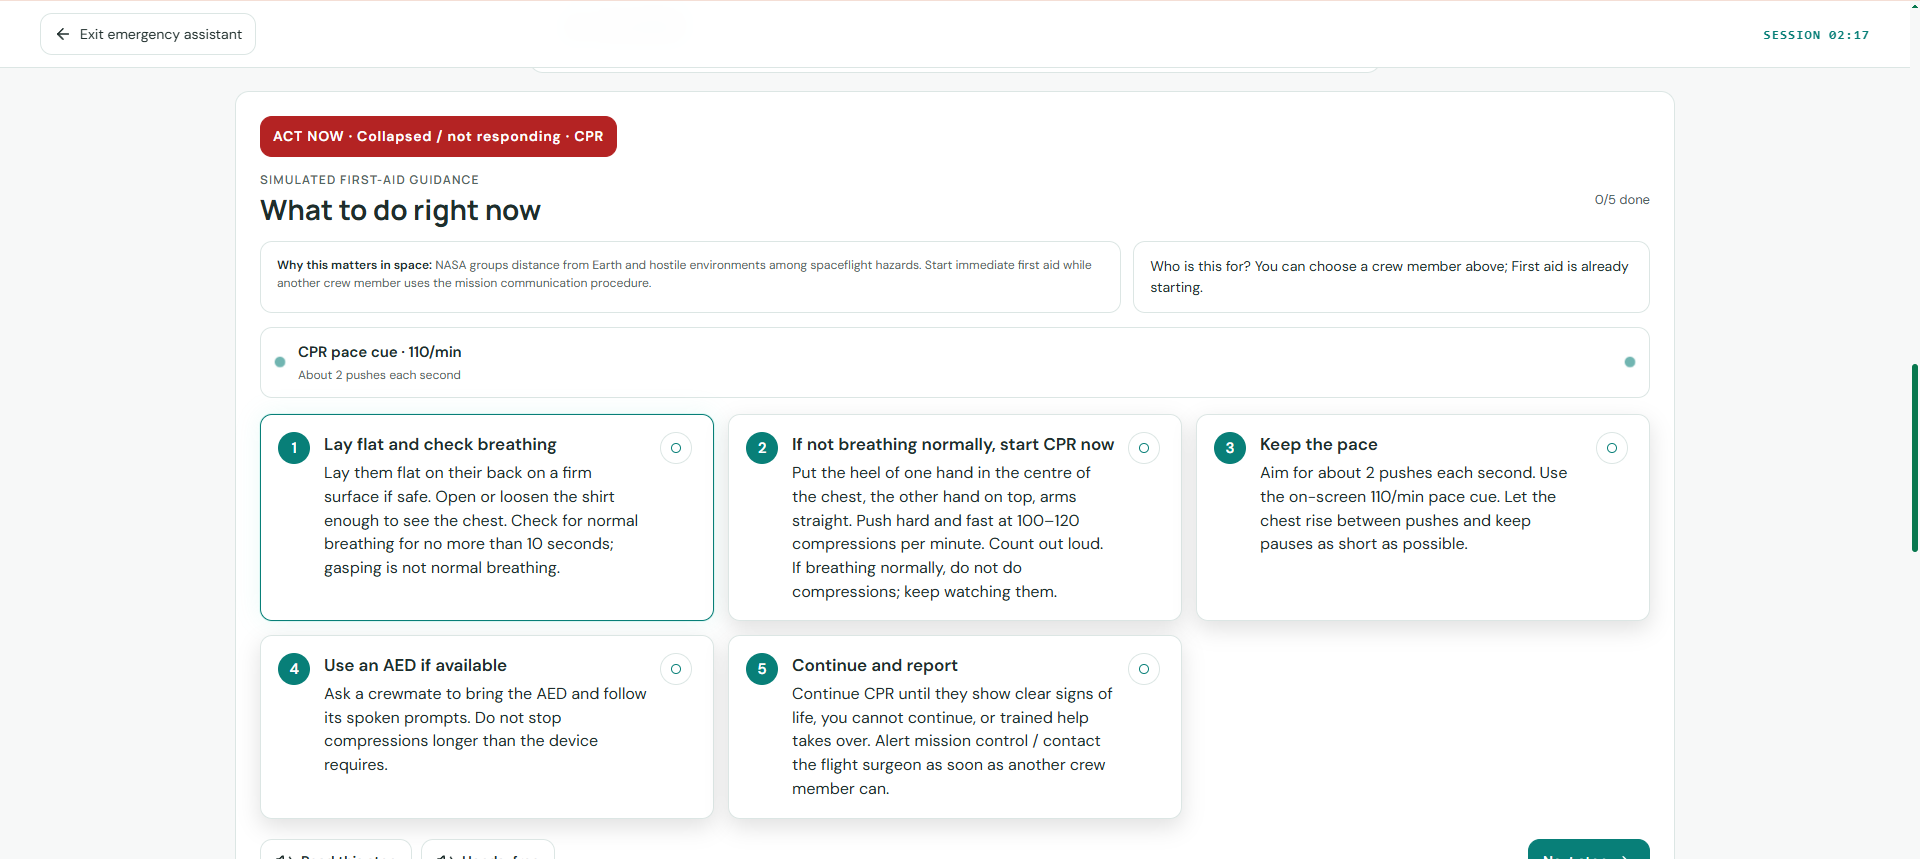 Exit emergency assistant
SESSION 02:17
ACT NOW · Collapsed / not responding · CPR
SIMULATED FIRST-AID GUIDANCE
What to do right now
0/5 done
Why this matters in space: NASA groups distance from Earth and hostile environments among spaceflight hazards. Start immediate first aid while
another crew member uses the mission communication procedure.
Who is this for? You can choose a crew member above; First aid is already
starting.
CPR pace cue · 110/min
About 2 pushes each second
1
Lay flat and check breathing
Lay them flat on their back on a firm
surface if safe. Open or loosen the shirt
enough to see the chest. Check for normal
breathing for no more than 10 seconds;
gasping is not normal breathing.
2
If not breathing normally, start CPR now
Put the heel of one hand in the centre of
the chest, the other hand on top, arms
straight. Push hard and fast at 100–120
compressions per minute. Count out loud.
If breathing normally, do not do
compressions; keep watching them.
3
Keep the pace
Aim for about 2 pushes each second. Use
the on-screen 110/min pace cue. Let the
chest rise between pushes and keep
pauses as short as possible.
4
Use an AED if available
Ask a crewmate to bring the AED and follow
its spoken prompts. Do not stop
compressions longer than the device
requires.
5
Continue and report
Continue CPR until they show clear signs of
life, you cannot continue, or trained help
takes over. Alert mission control / contact
the flight surgeon as soon as another crew
member can.